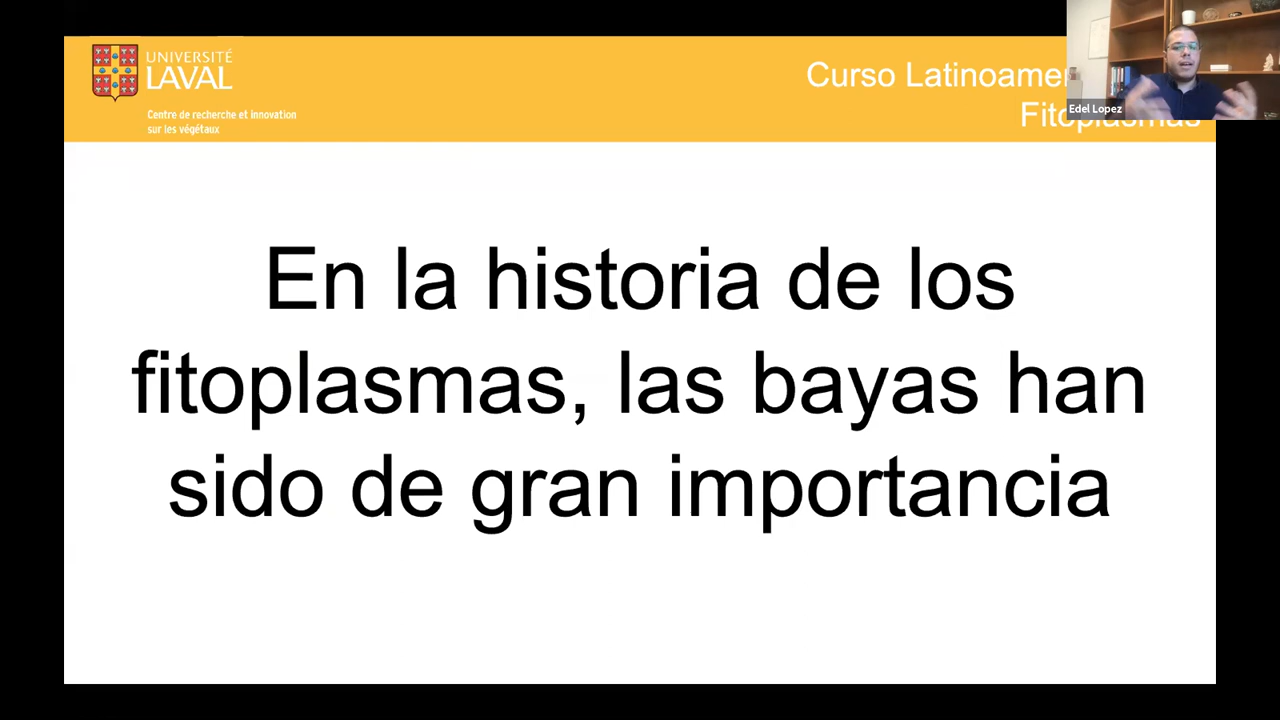 UNIVERSITÉ
LAVAL
Centre de recherche et innovation
sur les végétaux
Curso
Fitoplasmas
Edel Lopez
En la historia de los
fitoplasmas, las bayas han
sido de gran importancia